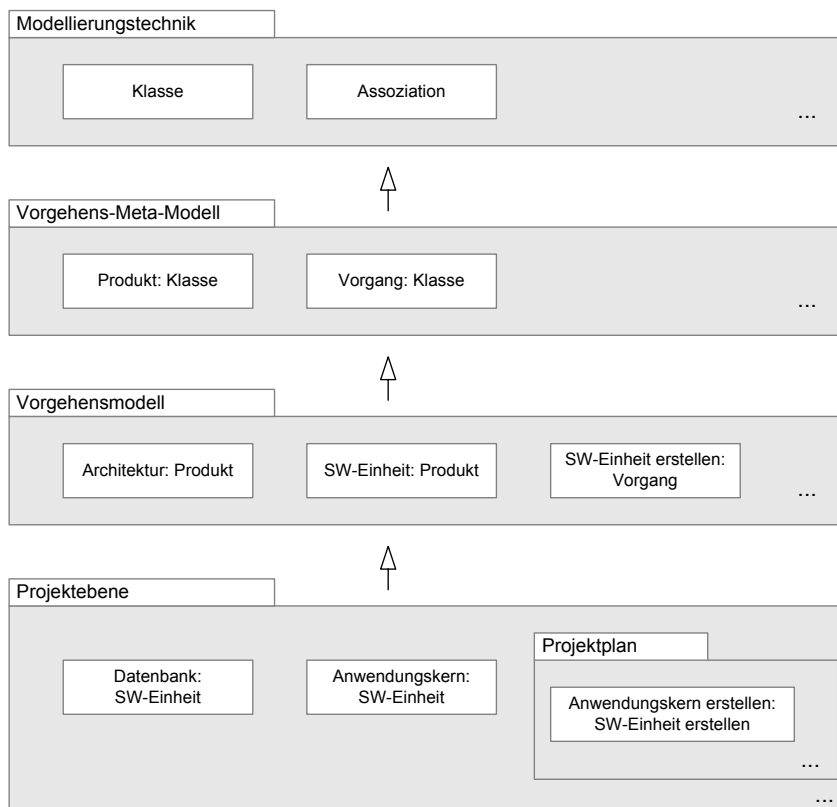 Modellierungstechnik
Klasse
Assoziation
...
Vorgehens-Meta-Modell
Produkt: Klasse
Vorgang: Klasse
...
Vorgehensmodell
Architektur: Produkt
SW-Einheit: Produkt
SW-Einheit erstellen:
Vorgang
...
Projektebene
Datenbank:
SW-Einheit
Anwendungskern:
SW-Einheit
Projektplan
Anwendungskern erstellen:
SW-Einheit erstellen
...
...